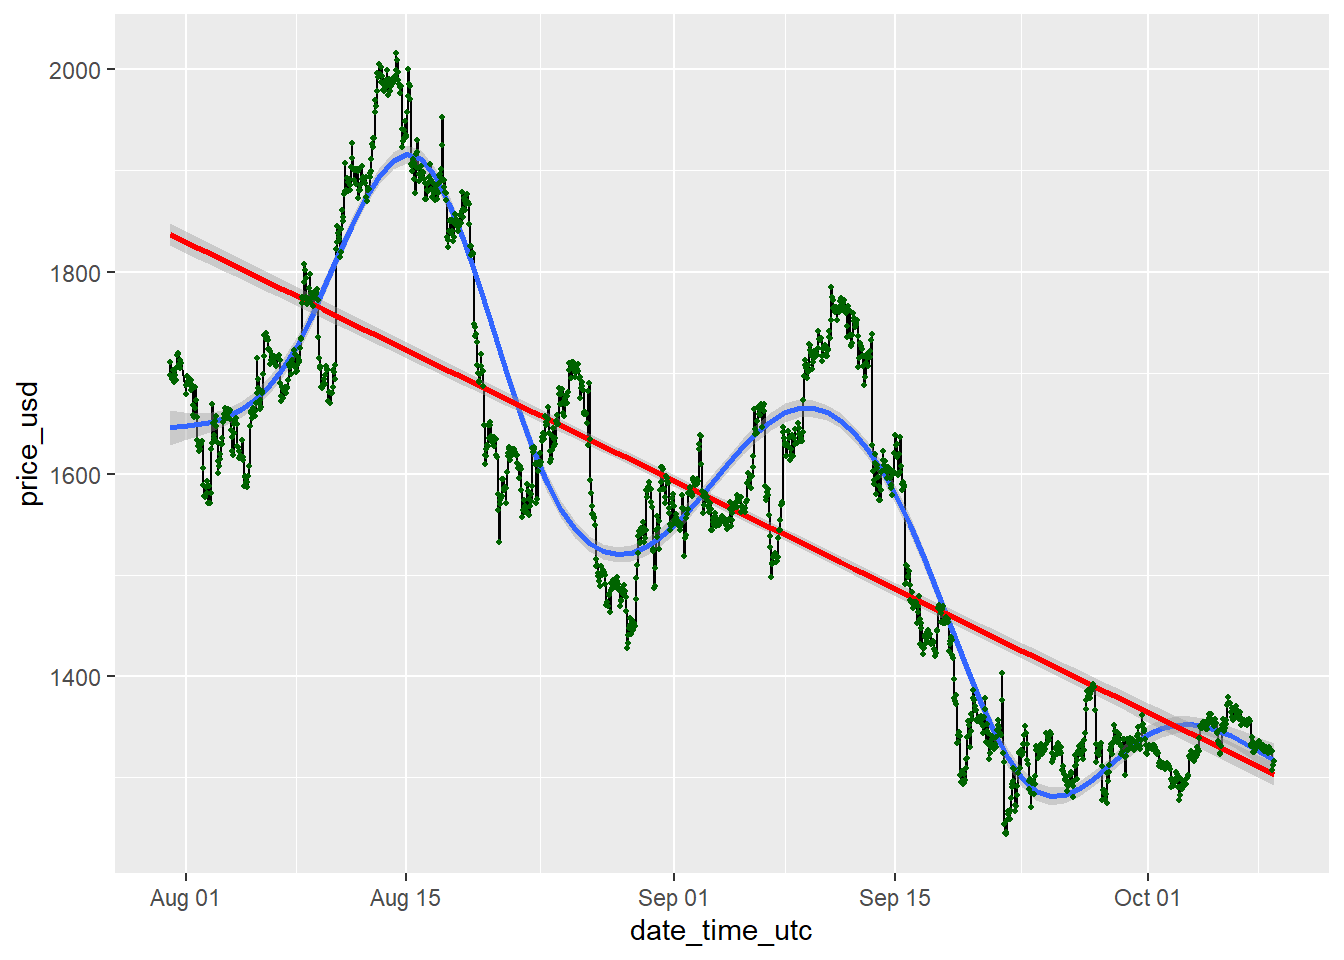 price_usd
2000
1800
1600
1400
Aug 01
Aug 15
Sep 01
Sep 15
Oct 01
date_time_utc